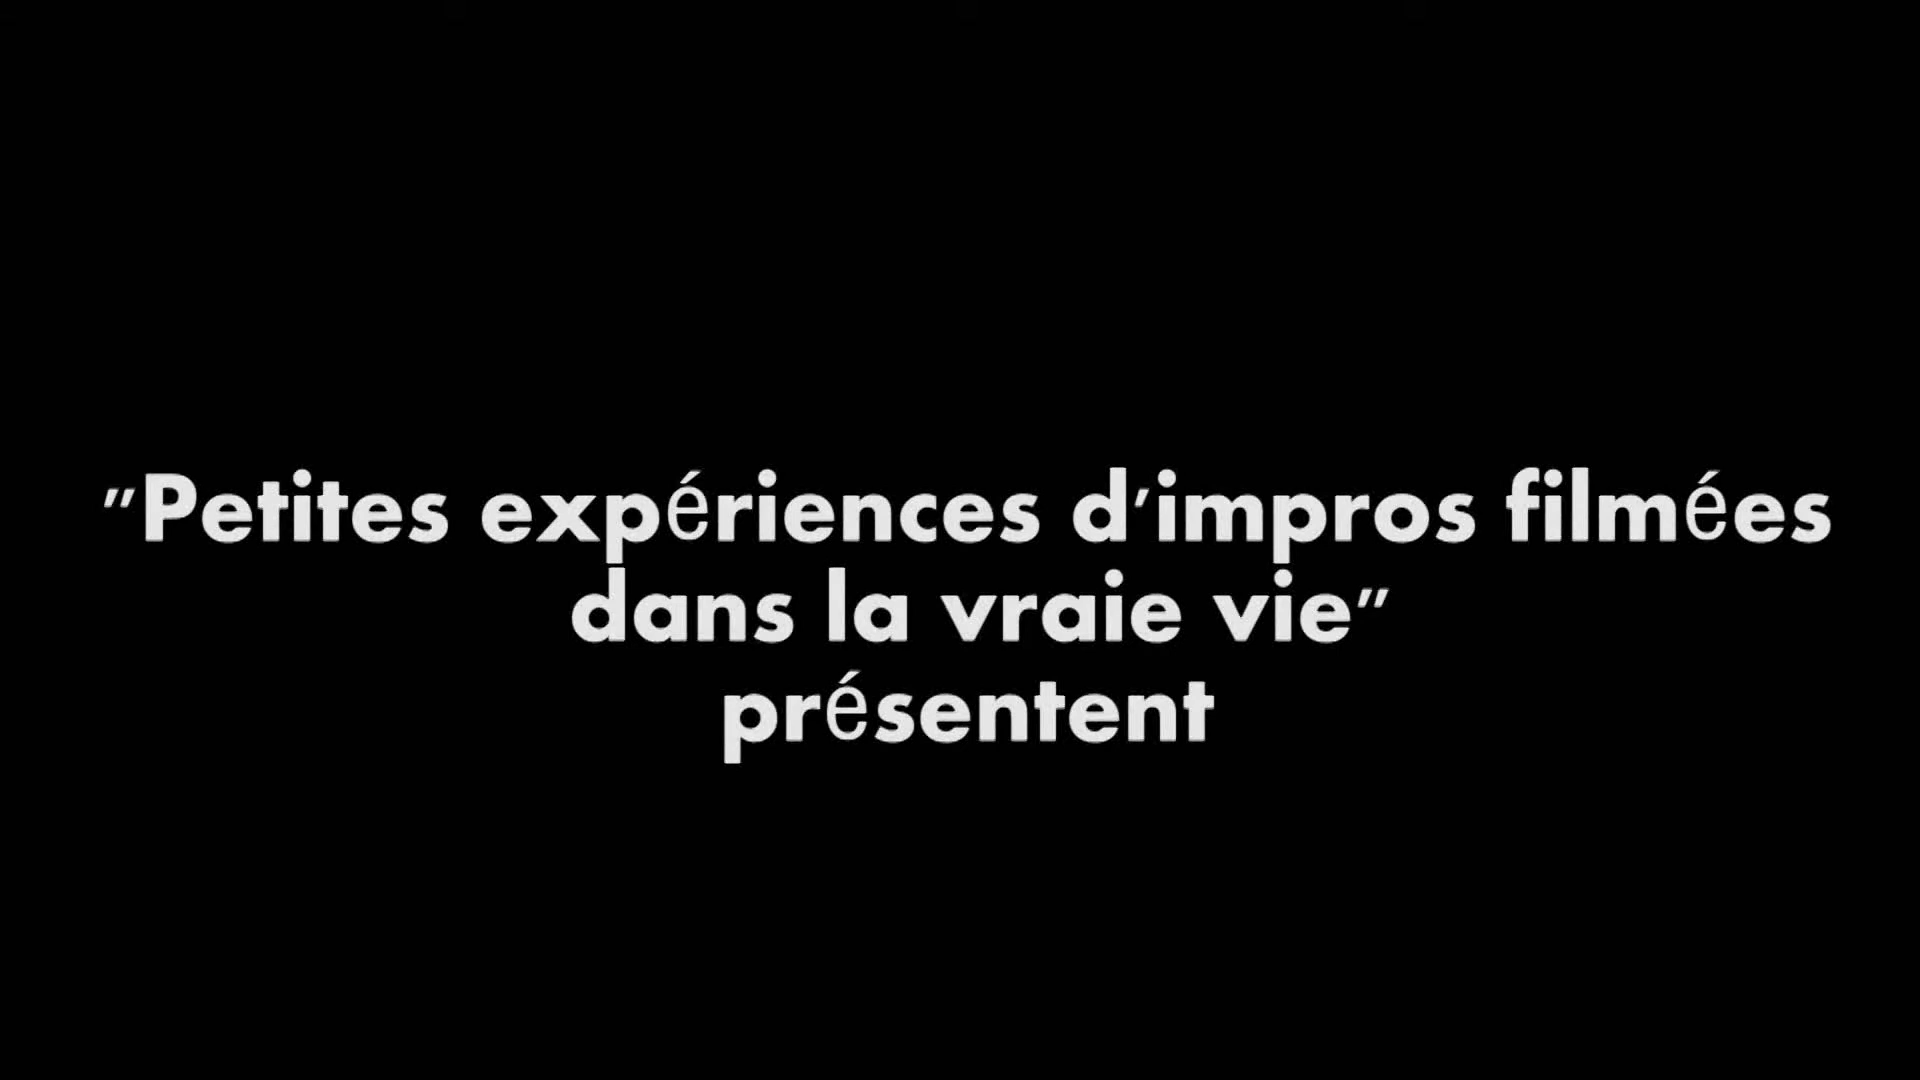 "Petites expériences d'impros filmées
dans la vraie vie"
présentent